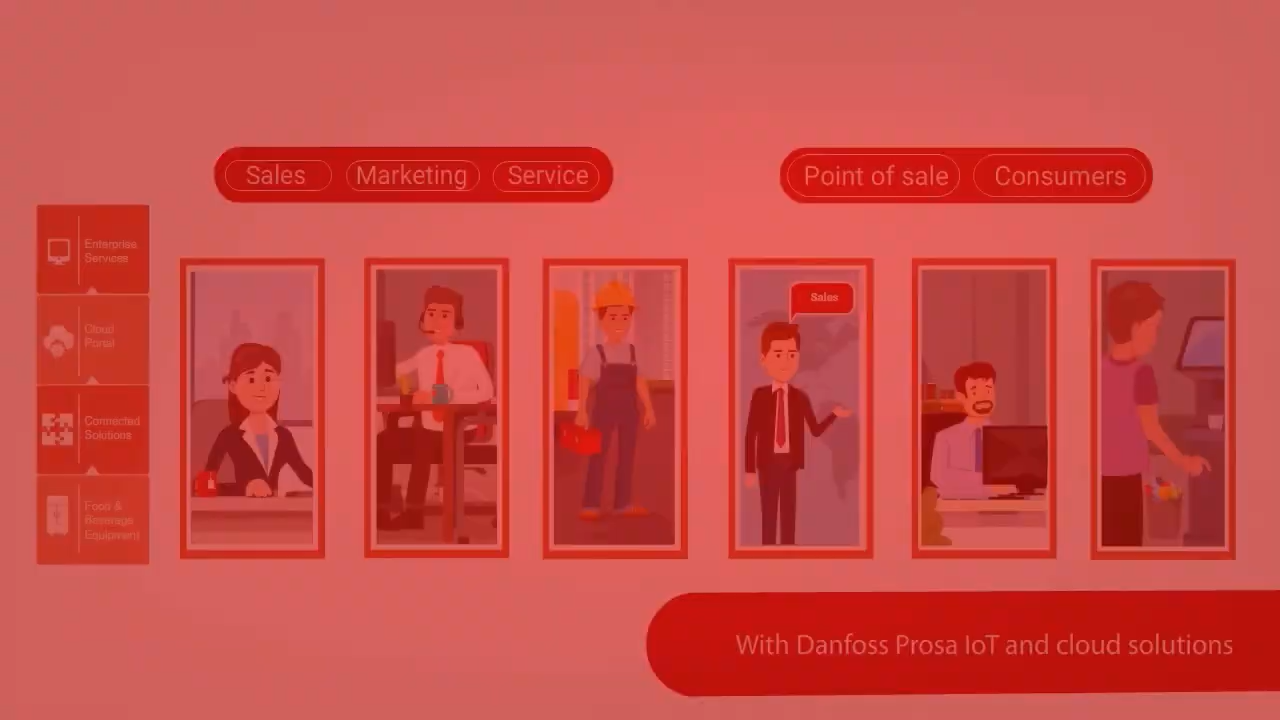 Sales
Marketing
Service
Point of sale
Consumers
Enterprise
Services
Cloud
Portal
Connected
Solutions
Food &
Beverage
Equipment
Sales
With Danfoss Prosa IoT and cloud solutions